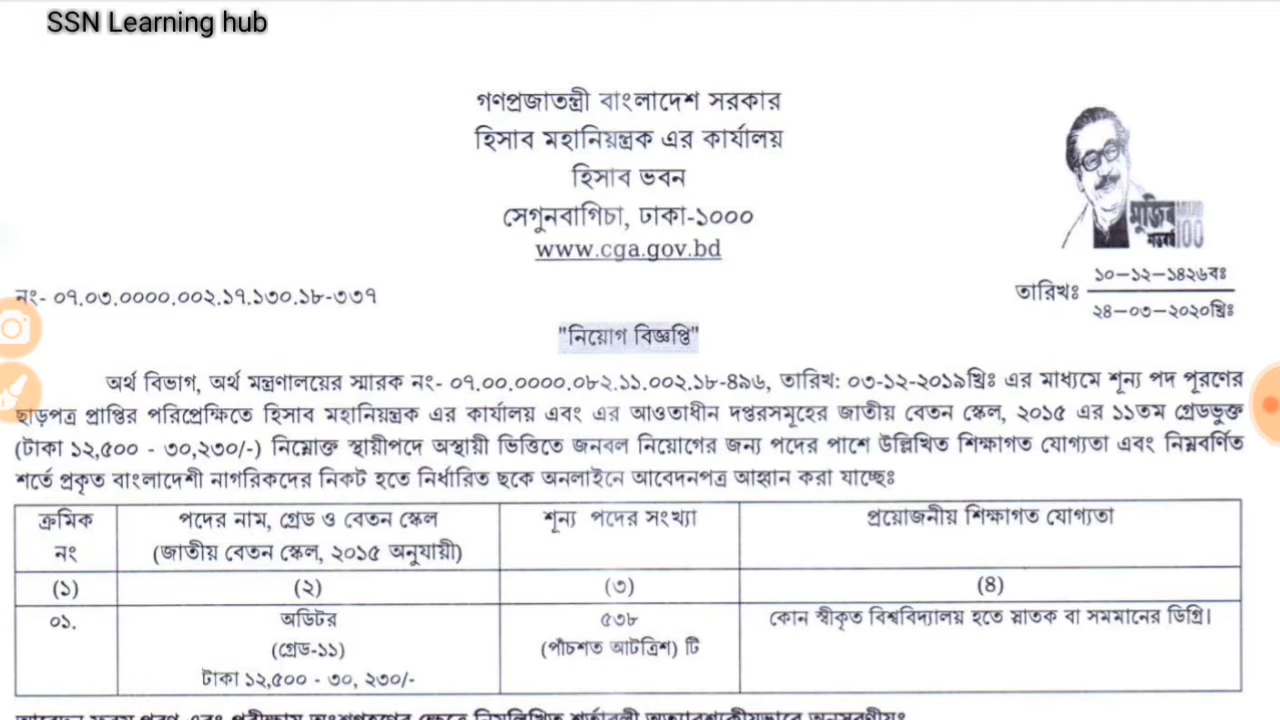 SSN Learning hub
গণপ্রজাতন্ত্রী বাংলাদেশ সরকার
হিসাব মহানিয়ন্ত্রক এর কার্যালয়
হিসাব ভবন
সেগুনবাগিচা, ঢাকা-১০০০
www.cga.gov.bd
মুজিব
শতবর্ষ 100
নং- ০৭.০৩.০০০০.০০২.১৭.১৩০.১৮-৩৩৭
তারিখঃ ১০-১২-১৪২৬বঃ
২৪-০৩-২০২০খ্রিঃ
"নিয়োগ বিজ্ঞপ্তি"
অর্থ বিভাগ, অর্থ মন্ত্রণালয়ের স্মারক নং- ০৭.০০.০০০০.০৮২.১১.০০২.১৮-৪৯৬, তারিখ: ০৩-১২-২০১৯খ্রিঃ এর মাধ্যমে শূন্য পদ পূরণের
ছাড়পত্র প্রাপ্তির পরিপ্রেক্ষিতে হিসাব মহানিয়ন্ত্রক এর কার্যালয় এবং এর আওতাধীন দপ্তরসমূহের জাতীয় বেতন স্কেল, ২০১৫ এর ১১তম গ্রেডভুক্ত
(টাকা ১২,৫০০ - ৩০,২৩০/-) নিম্নোক্ত স্থায়ীপদে অস্থায়ী ভিত্তিতে জনবল নিয়োগের জন্য পদের পাশে উল্লিখিত শিক্ষাগত যোগ্যতা এবং নিম্নবর্ণিত
শর্তে প্রকৃত বাংলাদেশী নাগরিকদের নিকট হতে নির্ধারিত ছকে অনলাইনে আবেদনপত্র আহ্বান করা যাচ্ছেঃ
ক্রমিক নং
পদের নাম, গ্রেড ও বেতন স্কেল
(জাতীয় বেতন স্কেল, ২০১৫ অনুযায়ী)
শূন্য পদের সংখ্যা
প্রয়োজনীয় শিক্ষাগত যোগ্যতা
(১) (২) (৩) (৪)
০১.
অডিটর
(গ্রেড-১১)
টাকা ১২,৫০০ - ৩০, ২৩০/-
৫৩৮
(পাঁচশত আটত্রিশ) টি
কোন স্বীকৃত বিশ্ববিদ্যালয় হতে স্নাতক বা সমমানের ডিগ্রি।